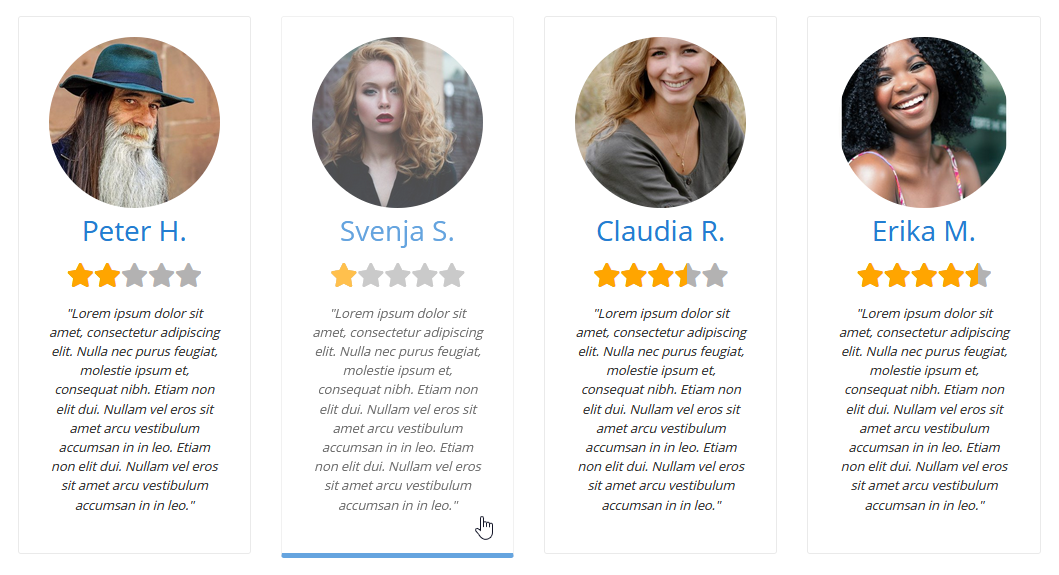 Peter H.
"Lorem ipsum dolor sit
amet, consectetur adipiscing
elit. Nulla nec purus feugiat,
molestie ipsum et,
consequat nibh. Etiam non
elit dui. Nullam vel eros sit
amet arcu vestibulum
accumsan in in leo. Etiam
non elit dui. Nullam vel eros
sit amet arcu vestibulum
accumsan in in leo."
Svenja S.
"Lorem ipsum dolor sit
amet, consectetur adipiscing
elit. Nulla nec purus feugiat,
molestie ipsum et,
consequat nibh. Etiam non
elit dui. Nullam vel eros sit
amet arcu vestibulum
accumsan in in leo. Etiam
non elit dui. Nullam vel eros
sit amet arcu vestibulum
accumsan in in leo."
Claudia R.
"Lorem ipsum dolor sit
amet, consectetur adipiscing
elit. Nulla nec purus feugiat,
molestie ipsum et,
consequat nibh. Etiam non
elit dui. Nullam vel eros sit
amet arcu vestibulum
accumsan in in leo. Etiam
non elit dui. Nullam vel eros
sit amet arcu vestibulum
accumsan in in leo."
Erika M.
"Lorem ipsum dolor sit
amet, consectetur adipiscing
elit. Nulla nec purus feugiat,
molestie ipsum et,
consequat nibh. Etiam non
elit dui. Nullam vel eros sit
amet arcu vestibulum
accumsan in in leo. Etiam
non elit dui. Nullam vel eros
sit amet arcu vestibulum
accumsan in in leo."